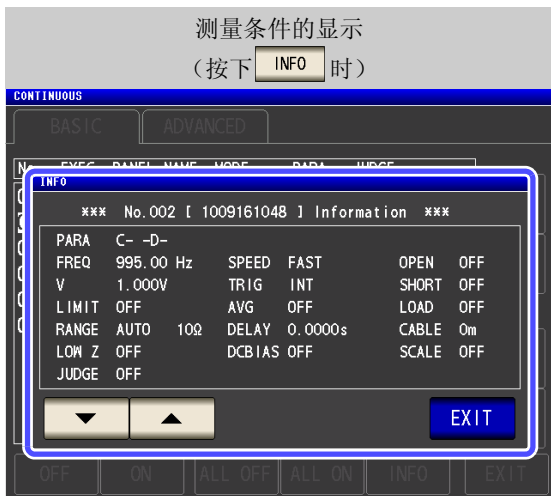 测量条件的显示
（按下 INFO 时）
CONTINUOUS
BASIC ADVANCED
INFO
*** No.002 [ 1009161048 ] Information ***
PARA C- -D-
FREQ 995.00 Hz SPEED FAST OPEN OFF
V 1.000V TRIG INT SHORT OFF
LIMIT OFF AVG OFF LOAD OFF
RANGE AUTO 10Ω DELAY 0.0000s CABLE 0m
LOW Z OFF DCBIAS OFF SCALE OFF
JUDGE OFF
EXIT
OFF ON ALL OFF ALL ON INFO EXIT